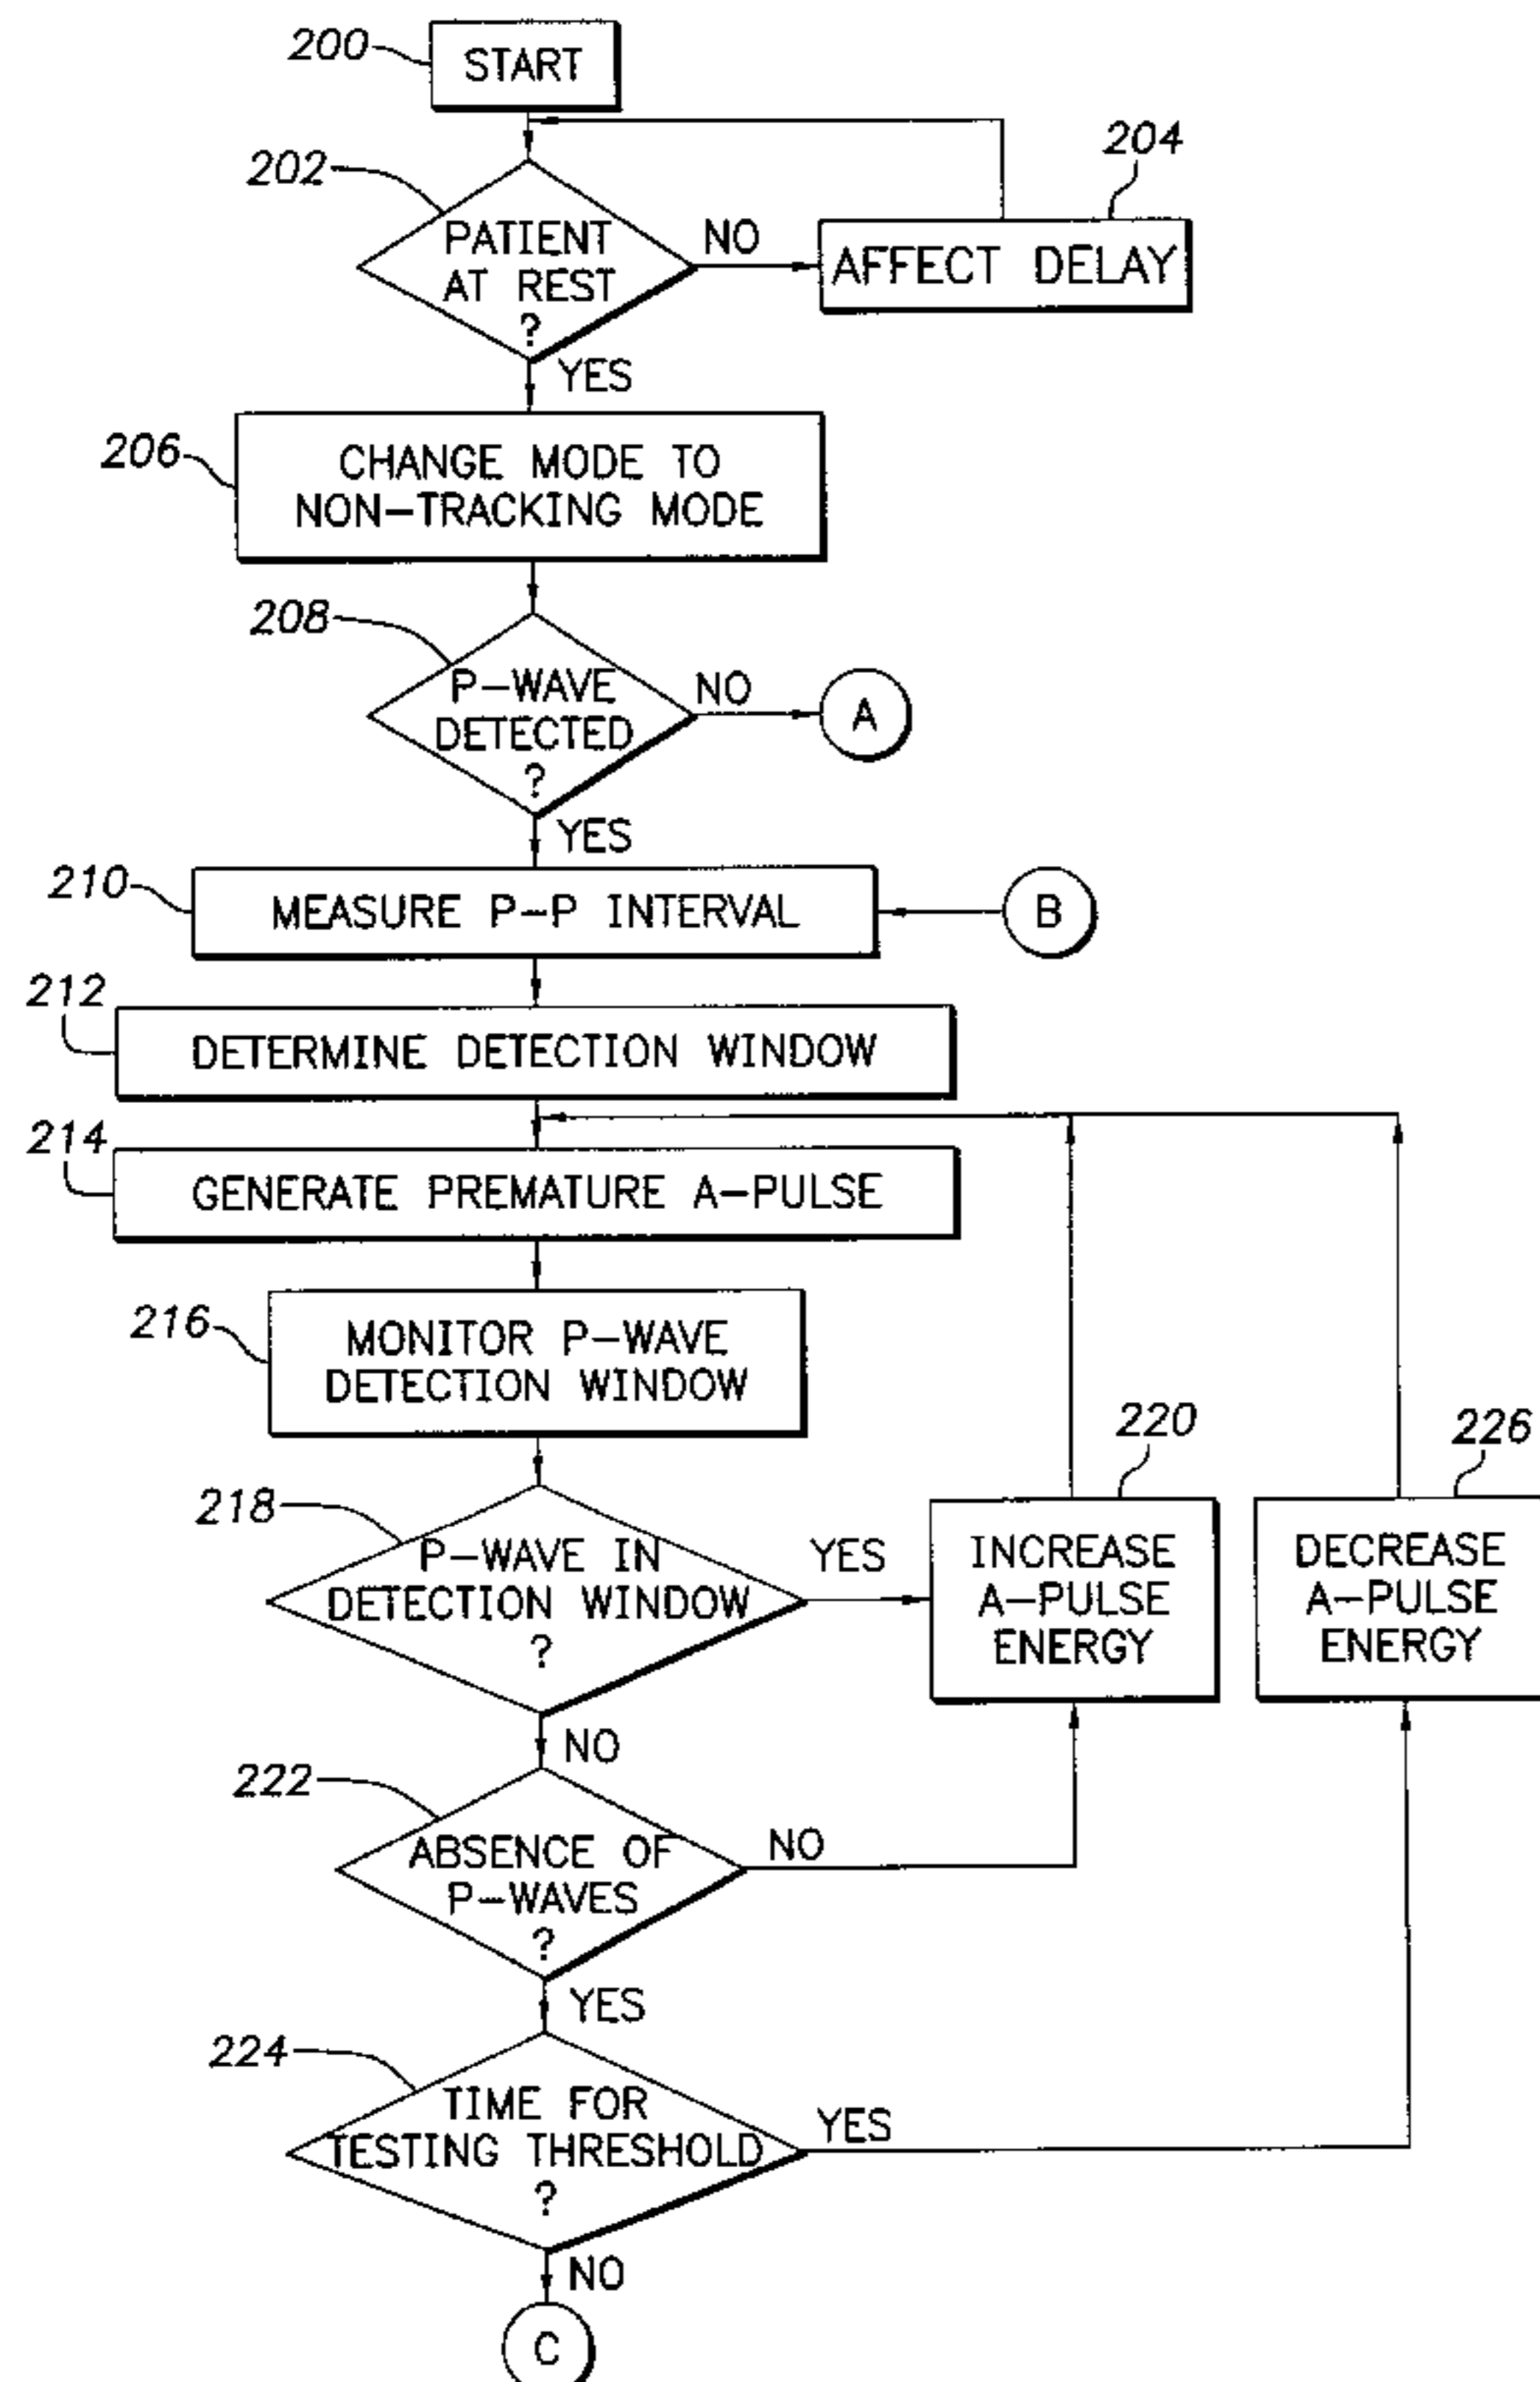 200
START
204
202
PATIENT
AT REST
?
NO
AFFECT DELAY
YES
206
CHANGE MODE TO
NON-TRACKING MODE
208
P-WAVE
DETECTED
?
NO
A
YES
210
MEASURE P-P INTERVAL
B
212
DETERMINE DETECTION WINDOW
214
GENERATE PREMATURE A-PULSE
216
MONITOR P-WAVE
DETECTION WINDOW
218
P-WAVE IN
DETECTION WINDOW
?
YES
220
INCREASE
A-PULSE
ENERGY
226
DECREASE
A-PULSE
ENERGY
NO
222
ABSENCE OF
P-WAVES
?
NO
YES
224
TIME FOR
TESTING THRESHOLD
?
YES
NO
C